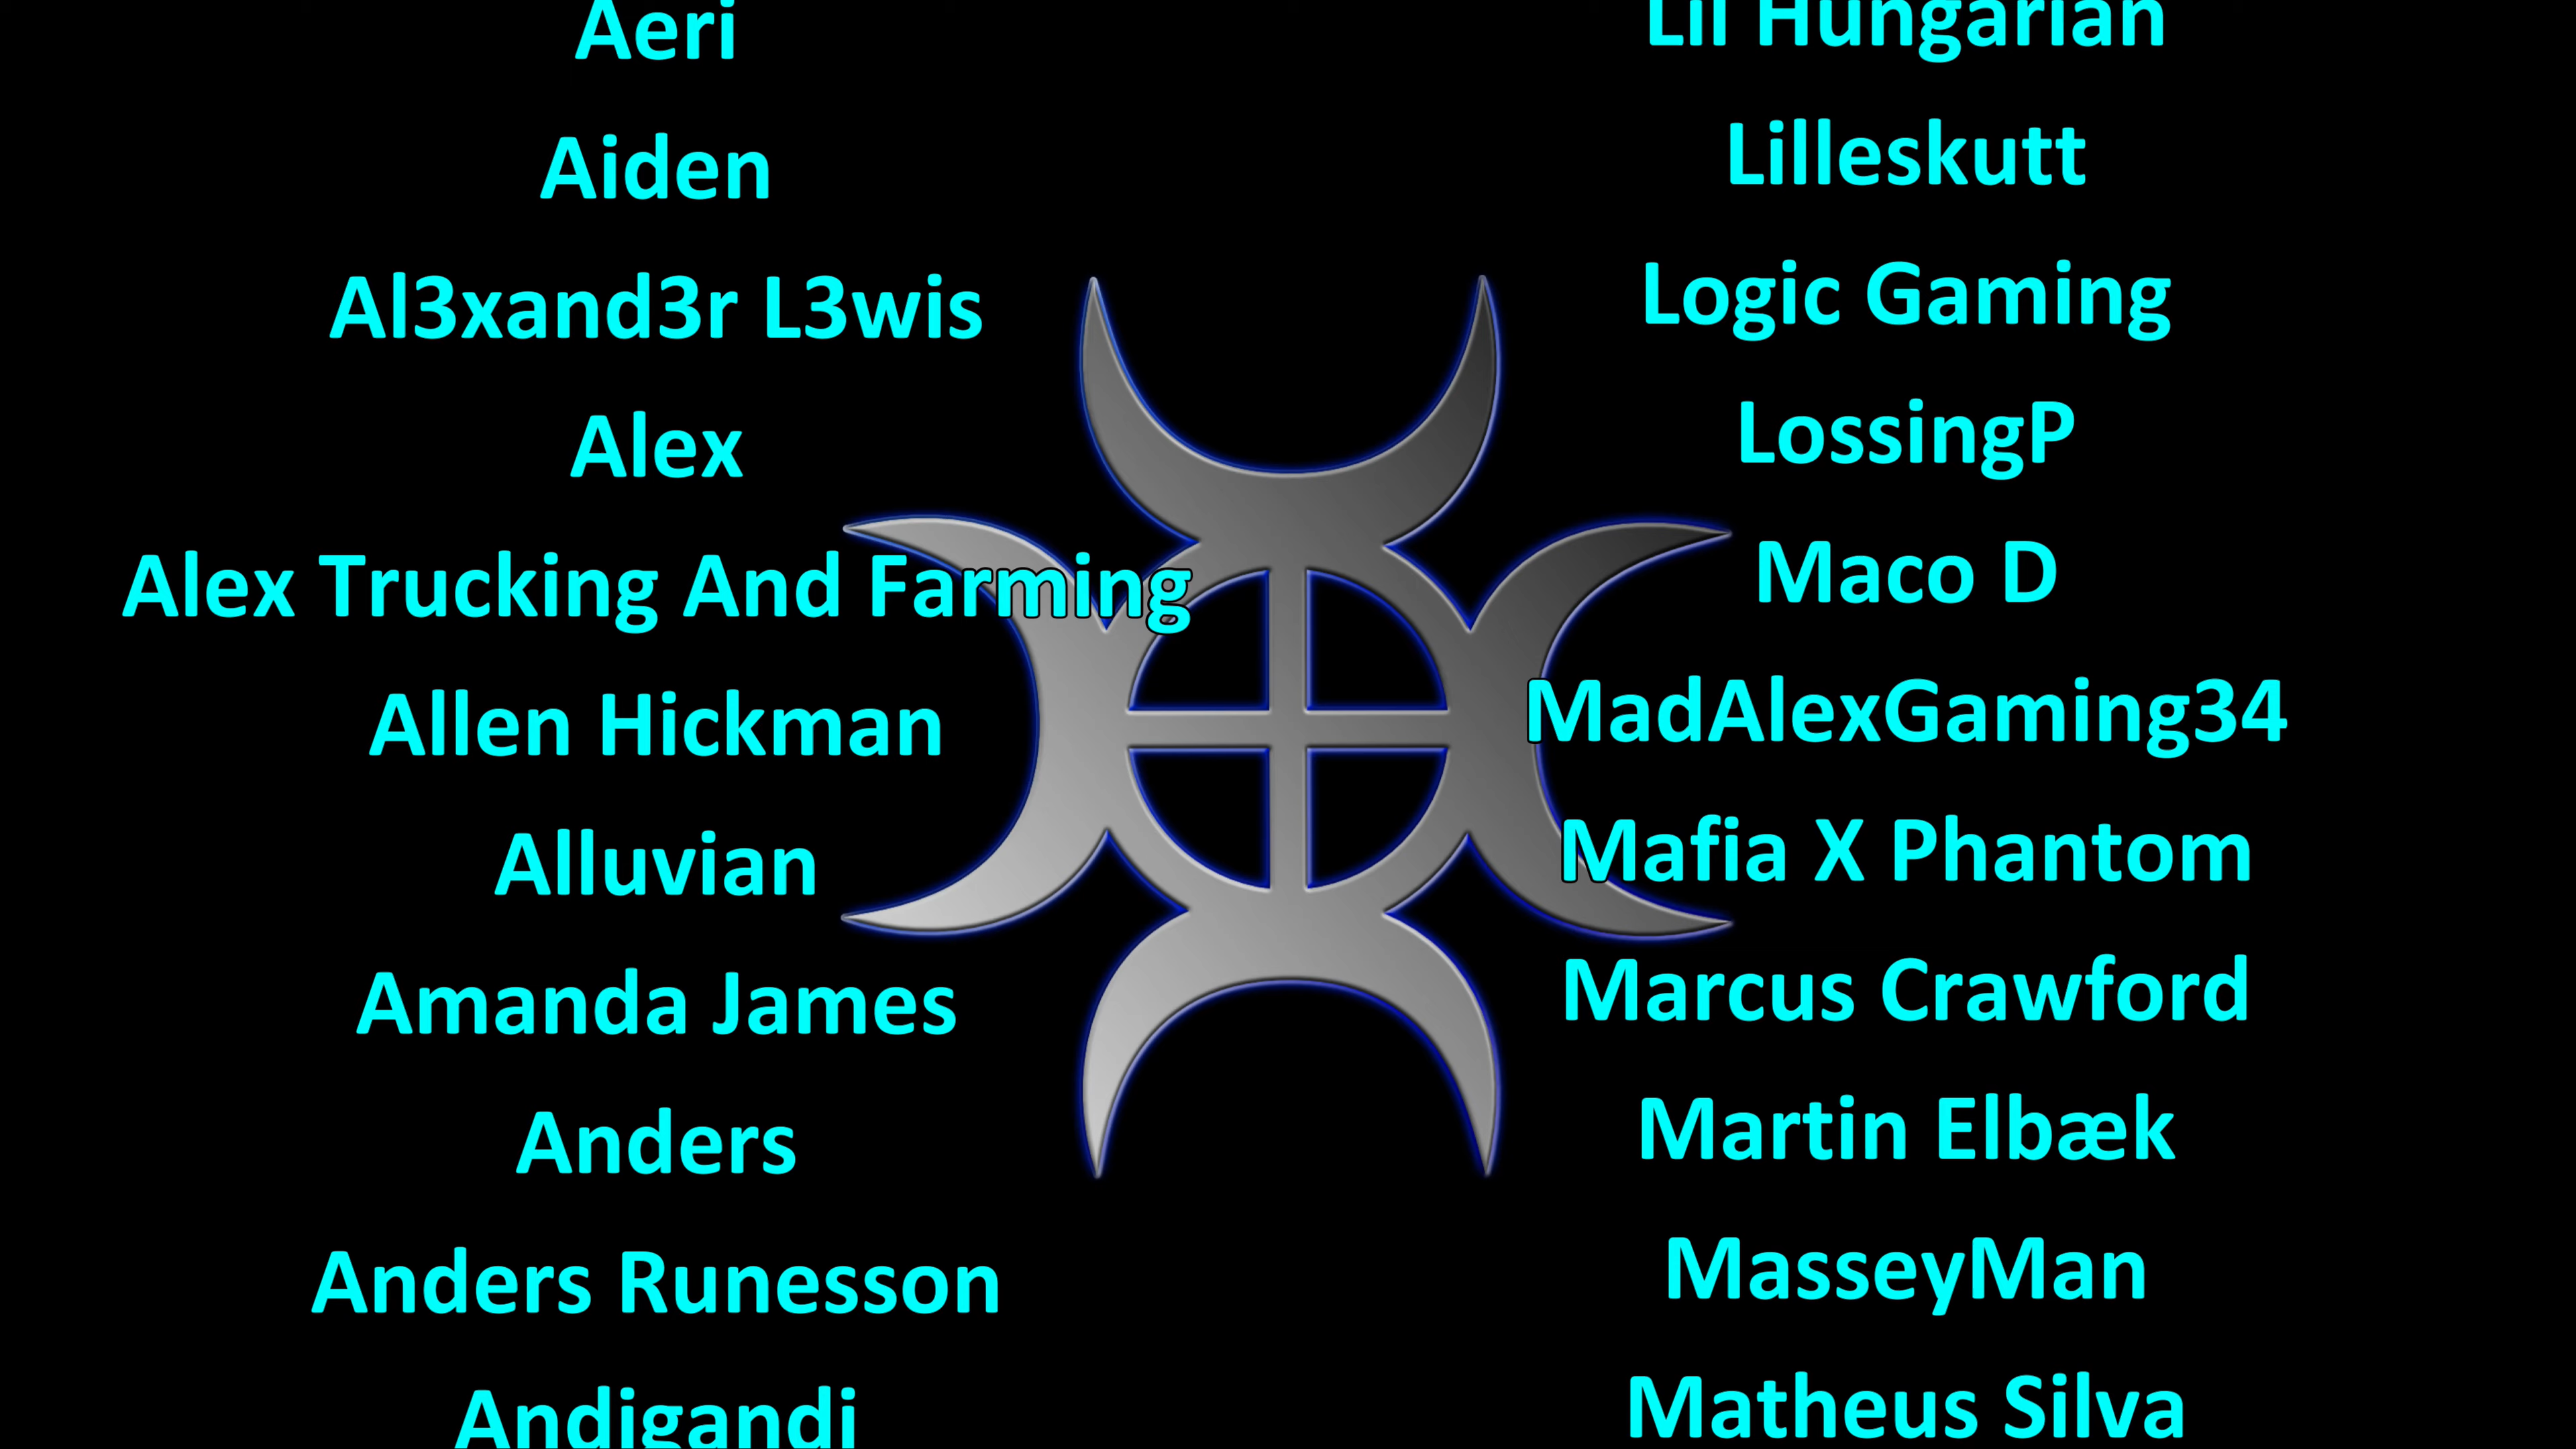 Aeri
Aiden
Al3xand3r L3wis
Alex
Alex Trucking And Farming
Allen Hickman
Alluvian
Amanda James
Anders
Anders Runesson
Andigandi
Lil Hungarian
Lilleskutt
Logic Gaming
LossingP
Maco D
MadAlexGaming34
Mafia X Phantom
Marcus Crawford
Martin Elbæk
MasseyMan
Matheus Silva